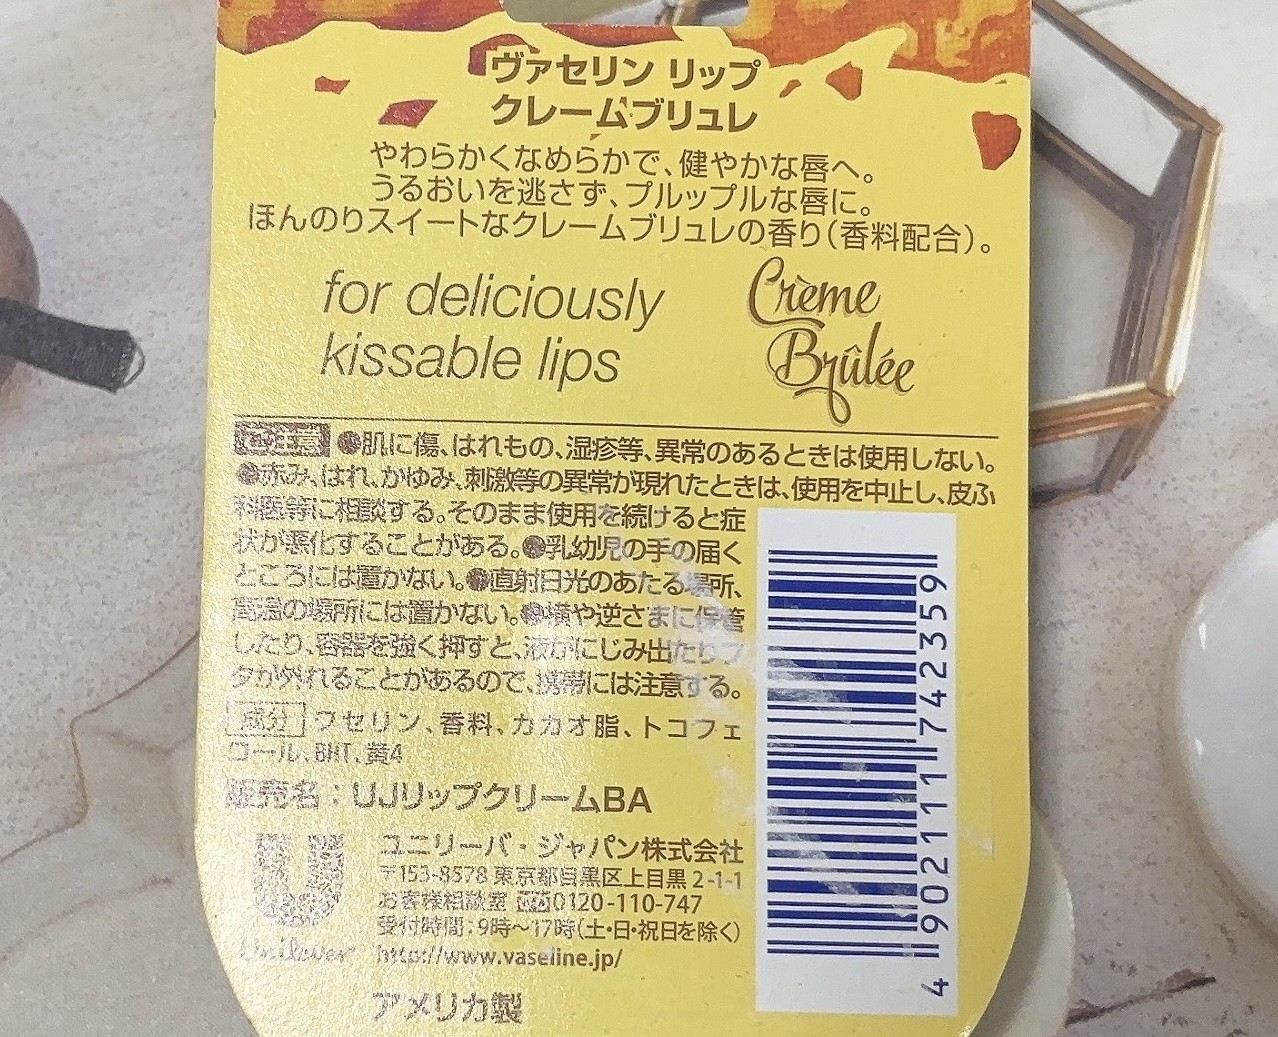 ヴァセリン リップ
クレームブリュレ
やわらかくなめらかで、健やかな唇へ。
うるおいを逃さず、プルップルな唇に。
ほんのりスイートなクレームブリュレの香り(香料配合)。
for deliciously
kissable lips
Crème
Brûlée
ご注意 ●肌に傷、はれもの、湿疹等、異常のあるときは使用しない。
●赤み、はれ、かゆみ、刺激等の異常が現れたときは、使用を中止し、皮ふ
科医等に相談する。そのまま使用を続けると症
状が悪化することがある。●乳幼児の手の届く
ところには置かない。●直射日光のあたる場所、
高温の場所には置かない。●横や逆さまに保管
したり、容器を強く押すと、液がにじみ出たりフ
タが外れることがあるので、携帯には注意する。
成分 ワセリン、香料、カカオ脂、トコフェ
ロール、BHT、黄4
販売名:UJリップクリームBA
ユニリーバ・ジャパン株式会社
〒153-8578 東京都目黒区上目黒 2-1-1
お客様相談室 0120-110-747
受付時間:9時〜17時(土・日・祝日を除く)
Unilever
http://www.vaseline.jp/
アメリカ製
4 902111 742359